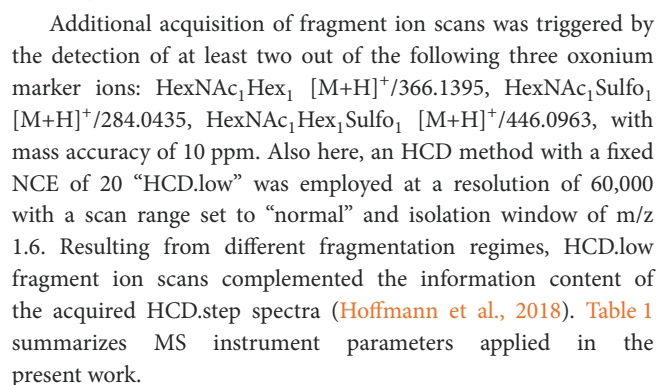 Additional acquisition of fragment ion scans was triggered by
the detection of at least two out of the following three oxonium
marker ions: HexNAc₁Hex₁ [M+H]⁺/366.1395, HexNAc₁Sulfo₁
[M+H]⁺/284.0435, HexNAc₁Hex₁Sulfo₁ [M+H]⁺/446.0963, with
mass accuracy of 10 ppm. Also here, an HCD method with a fixed
NCE of 20 “HCD.low” was employed at a resolution of 60,000
with a scan range set to “normal” and isolation window of m/z
1.6. Resulting from different fragmentation regimes, HCD.low
fragment ion scans complemented the information content of
the acquired HCD.step spectra (Hoffmann et al., 2018). Table 1
summarizes MS instrument parameters applied in the
present work.